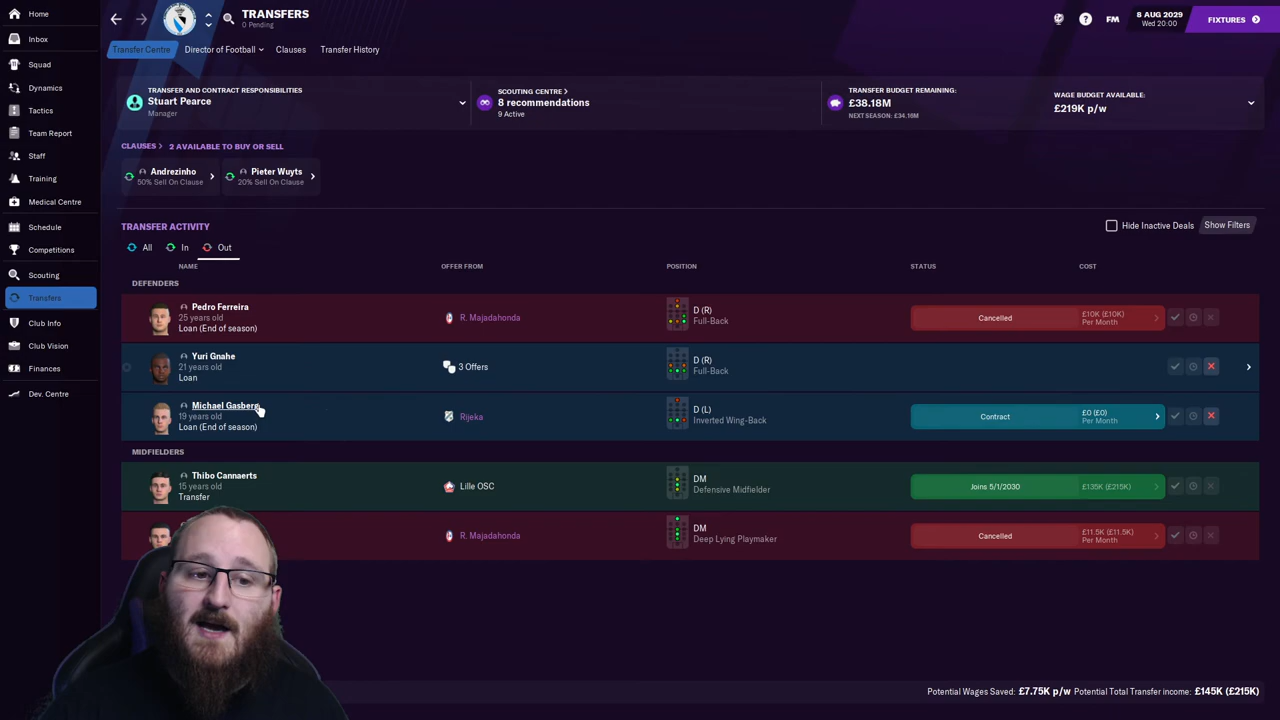 Home
Inbox
Squad
Dynamics
Tactics
Team Report
Staff
Training
Medical Centre
Schedule
Competitions
Scouting
Transfers
Club Info
Club Vision
Finances
Dev. Centre
TRANSFERS
0 Pending
FM
8 AUG 2029
Wed 20:00
FIXTURES
Transfer Centre
Director of Football
Clauses
Transfer History
TRANSFER AND CONTRACT RESPONSIBILITIES
Stuart Pearce
Manager
SCOUTING CENTRE >
8 recommendations
9 Active
TRANSFER BUDGET REMAINING:
£38.18M
NEXT SEASON: £34.16M
WAGE BUDGET AVAILABLE:
£219K p/w
CLAUSES > 2 AVAILABLE TO BUY OR SELL
Andrezinho
50% Sell On Clause
Pieter Wuyts
20% Sell On Clause
TRANSFER ACTIVITY
Hide Inactive Deals
Show Filters
All
In
Out
NAME
OFFER FROM
POSITION
STATUS
COST
DEFENDERS
Pedro Ferreira
25 years old
Loan (End of season)
R. Majadahonda
D (R)
Full-Back
Cancelled
£10K (£10K)
Per Month
Yuri Gnahe
21 years old
Loan
3 Offers
D (R)
Full-Back
Michael Gasberg
19 years old
Loan (End of season)
Rijeka
D (L)
Inverted Wing-Back
Contract
£0 (£0)
Per Month
MIDFIELDERS
Thibo Cannaerts
15 years old
Transfer
Lille OSC
DM
Defensive Midfielder
Joins 5/1/2030
£135K (£215K)
R. Majadahonda
DM
Deep Lying Playmaker
Cancelled
£11.5K (£11.5K)
Per Month
Potential Wages Saved: £7.75K p/w Potential Total Transfer income: £145K (£215K)